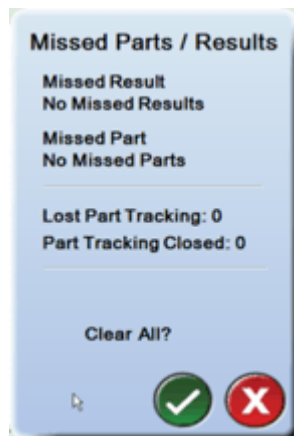 Missed Parts / Results
Missed Result
No Missed Results
Missed Part
No Missed Parts
Lost Part Tracking: 0
Part Tracking Closed: 0
Clear All?